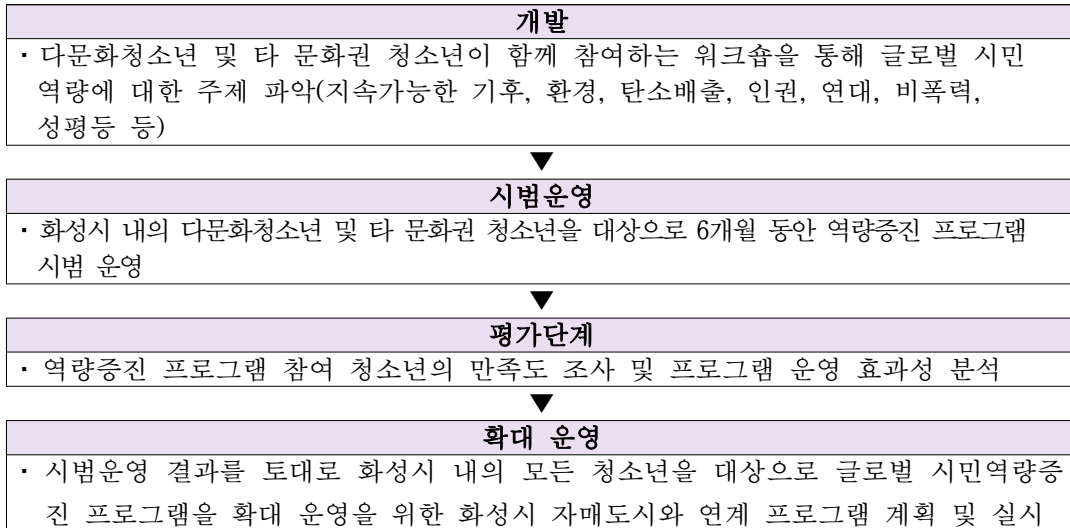 개발
· 다문화청소년 및 타 문화권 청소년이 함께 참여하는 워크숍을 통해 글로벌 시민
역량에 대한 주제 파악(지속가능한 기후, 환경, 탄소배출, 인권, 연대, 비폭력,
성평등 등)
▼
시범운영
· 화성시 내의 다문화청소년 및 타 문화권 청소년을 대상으로 6개월 동안 역량증진 프로그램
시범 운영
▼
평가단계
· 역량증진 프로그램 참여 청소년의 만족도 조사 및 프로그램 운영 효과성 분석
▼
확대 운영
· 시범운영 결과를 토대로 화성시 내의 모든 청소년을 대상으로 글로벌 시민역량증
진 프로그램을 확대 운영을 위한 화성시 자매도시와 연계 프로그램 계획 및 실시